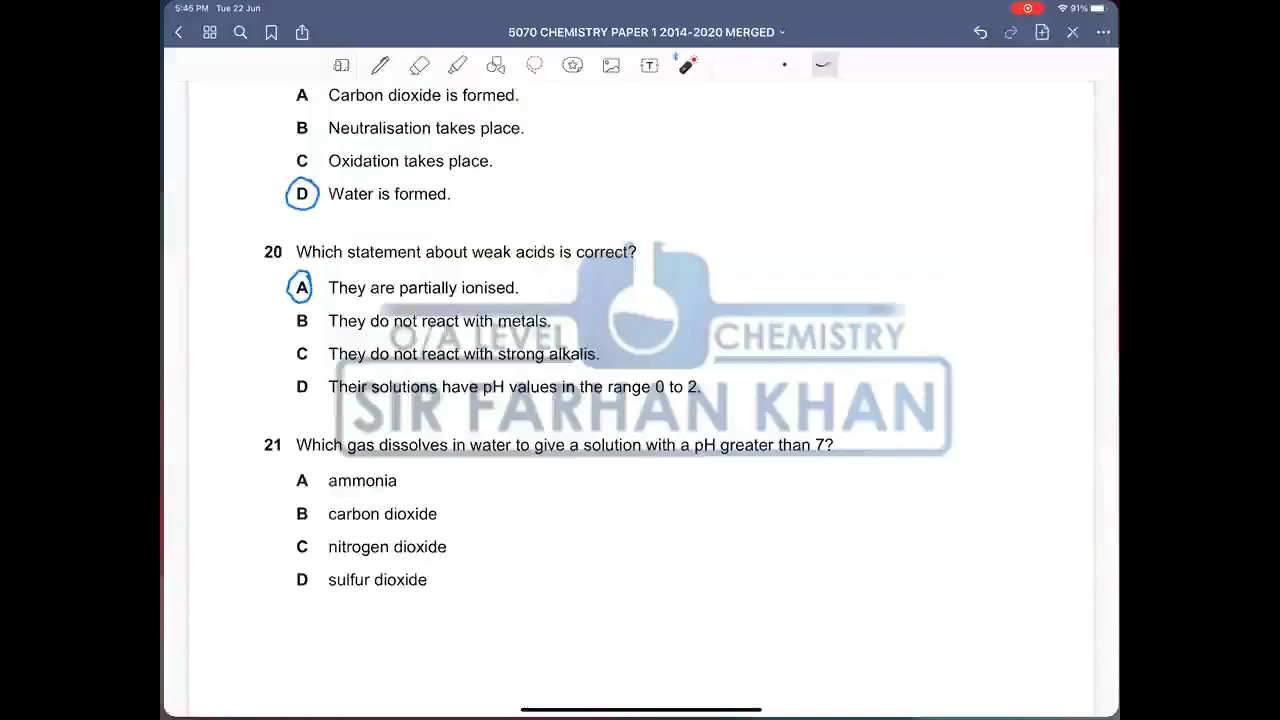 5:46 PM Tue 22 Jun
91%
5070 CHEMISTRY PAPER 1 2014-2020 MERGED
T
A Carbon dioxide is formed.
B Neutralisation takes place.
C Oxidation takes place.
D Water is formed.
20 Which statement about weak acids is correct?
A They are partially ionised.
B They do not react with metals.
C They do not react with strong alkalis.
D Their solutions have pH values in the range 0 to 2.
O/A LEVEL CHEMISTRY
SIR FARHAN KHAN
21 Which gas dissolves in water to give a solution with a pH greater than 7?
A ammonia
B carbon dioxide
C nitrogen dioxide
D sulfur dioxide